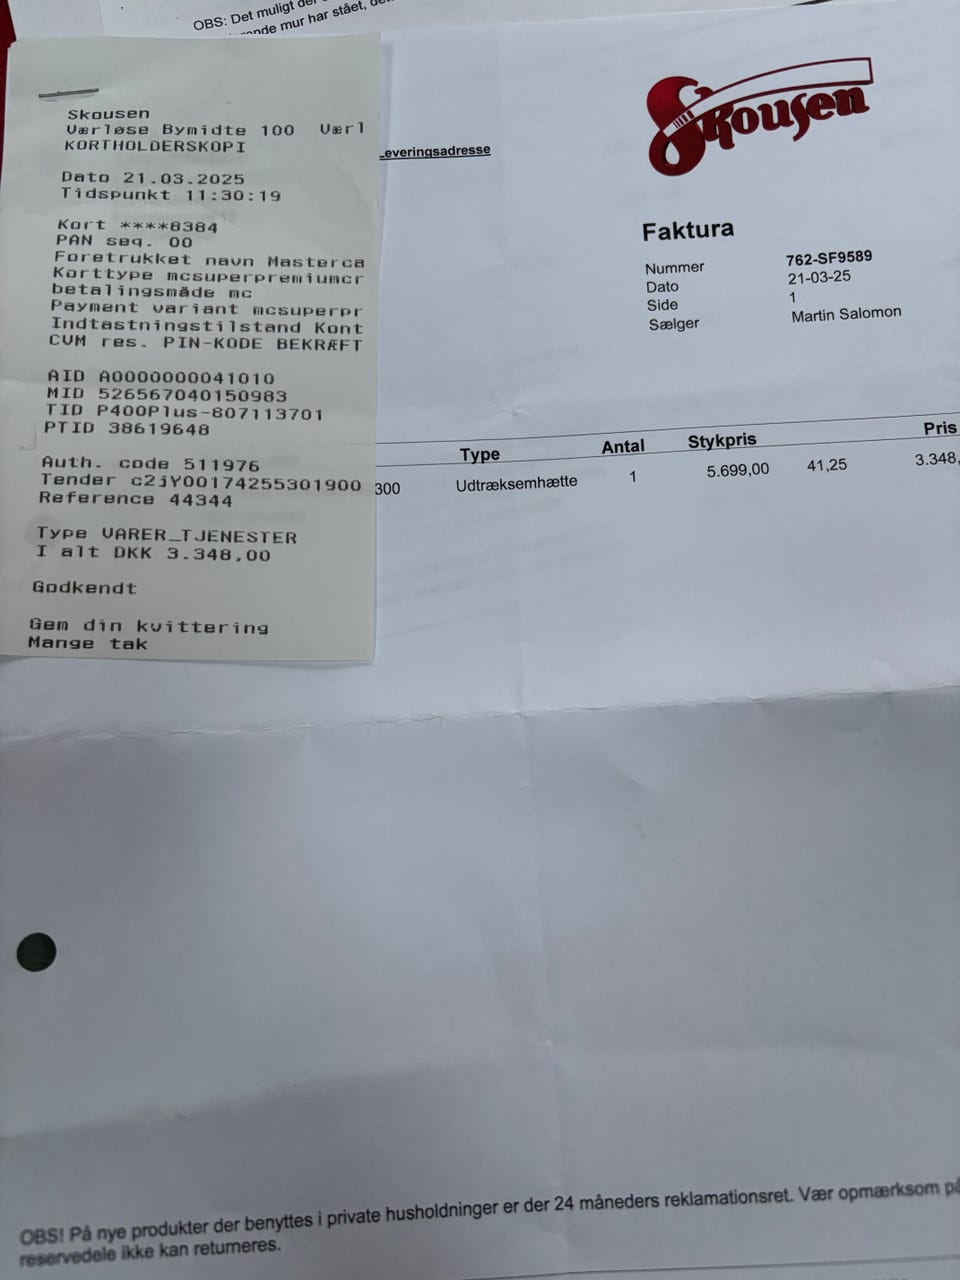 OBS: Det muligt der
mur har stået,
Skousen
Værløse Bymidte 100 Værl
KORTHOLDERSKOPI
Dato 21.03.2025
Tidspunkt 11:30:19
Kort ****8384
PAN seq. 00
Foretrukket navn Masterca
Korttype mcsuperpremiumcr
betalingsmåde mc
Payment variant mcsuperpr
Indtastningstilstand Kont
CVM res. PIN-KODE BEKRÆFT
AID A0000000041010
MID 526567040150983
TID P400Plus-807113701
PTID 38619648
Auth. code 511976
Tender c2jY00174255301900
Reference 44344
Type VARER_TJENESTER
I alt DKK 3.348,00
Godkendt
Gem din kvittering
Mange tak
Skousen
Leveringsadresse
Faktura
Nummer 762-SF9589
Dato 21-03-25
Side 1
Sælger Martin Salomon
Type Antal Stykpris Pris
300 Udtræksemhætte 1 5.699,00 41,25 3.348,
OBS! På nye produkter der benyttes i private husholdninger er der 24 måneders reklamationsret. Vær opmærksom på
reservedele ikke kan returneres.